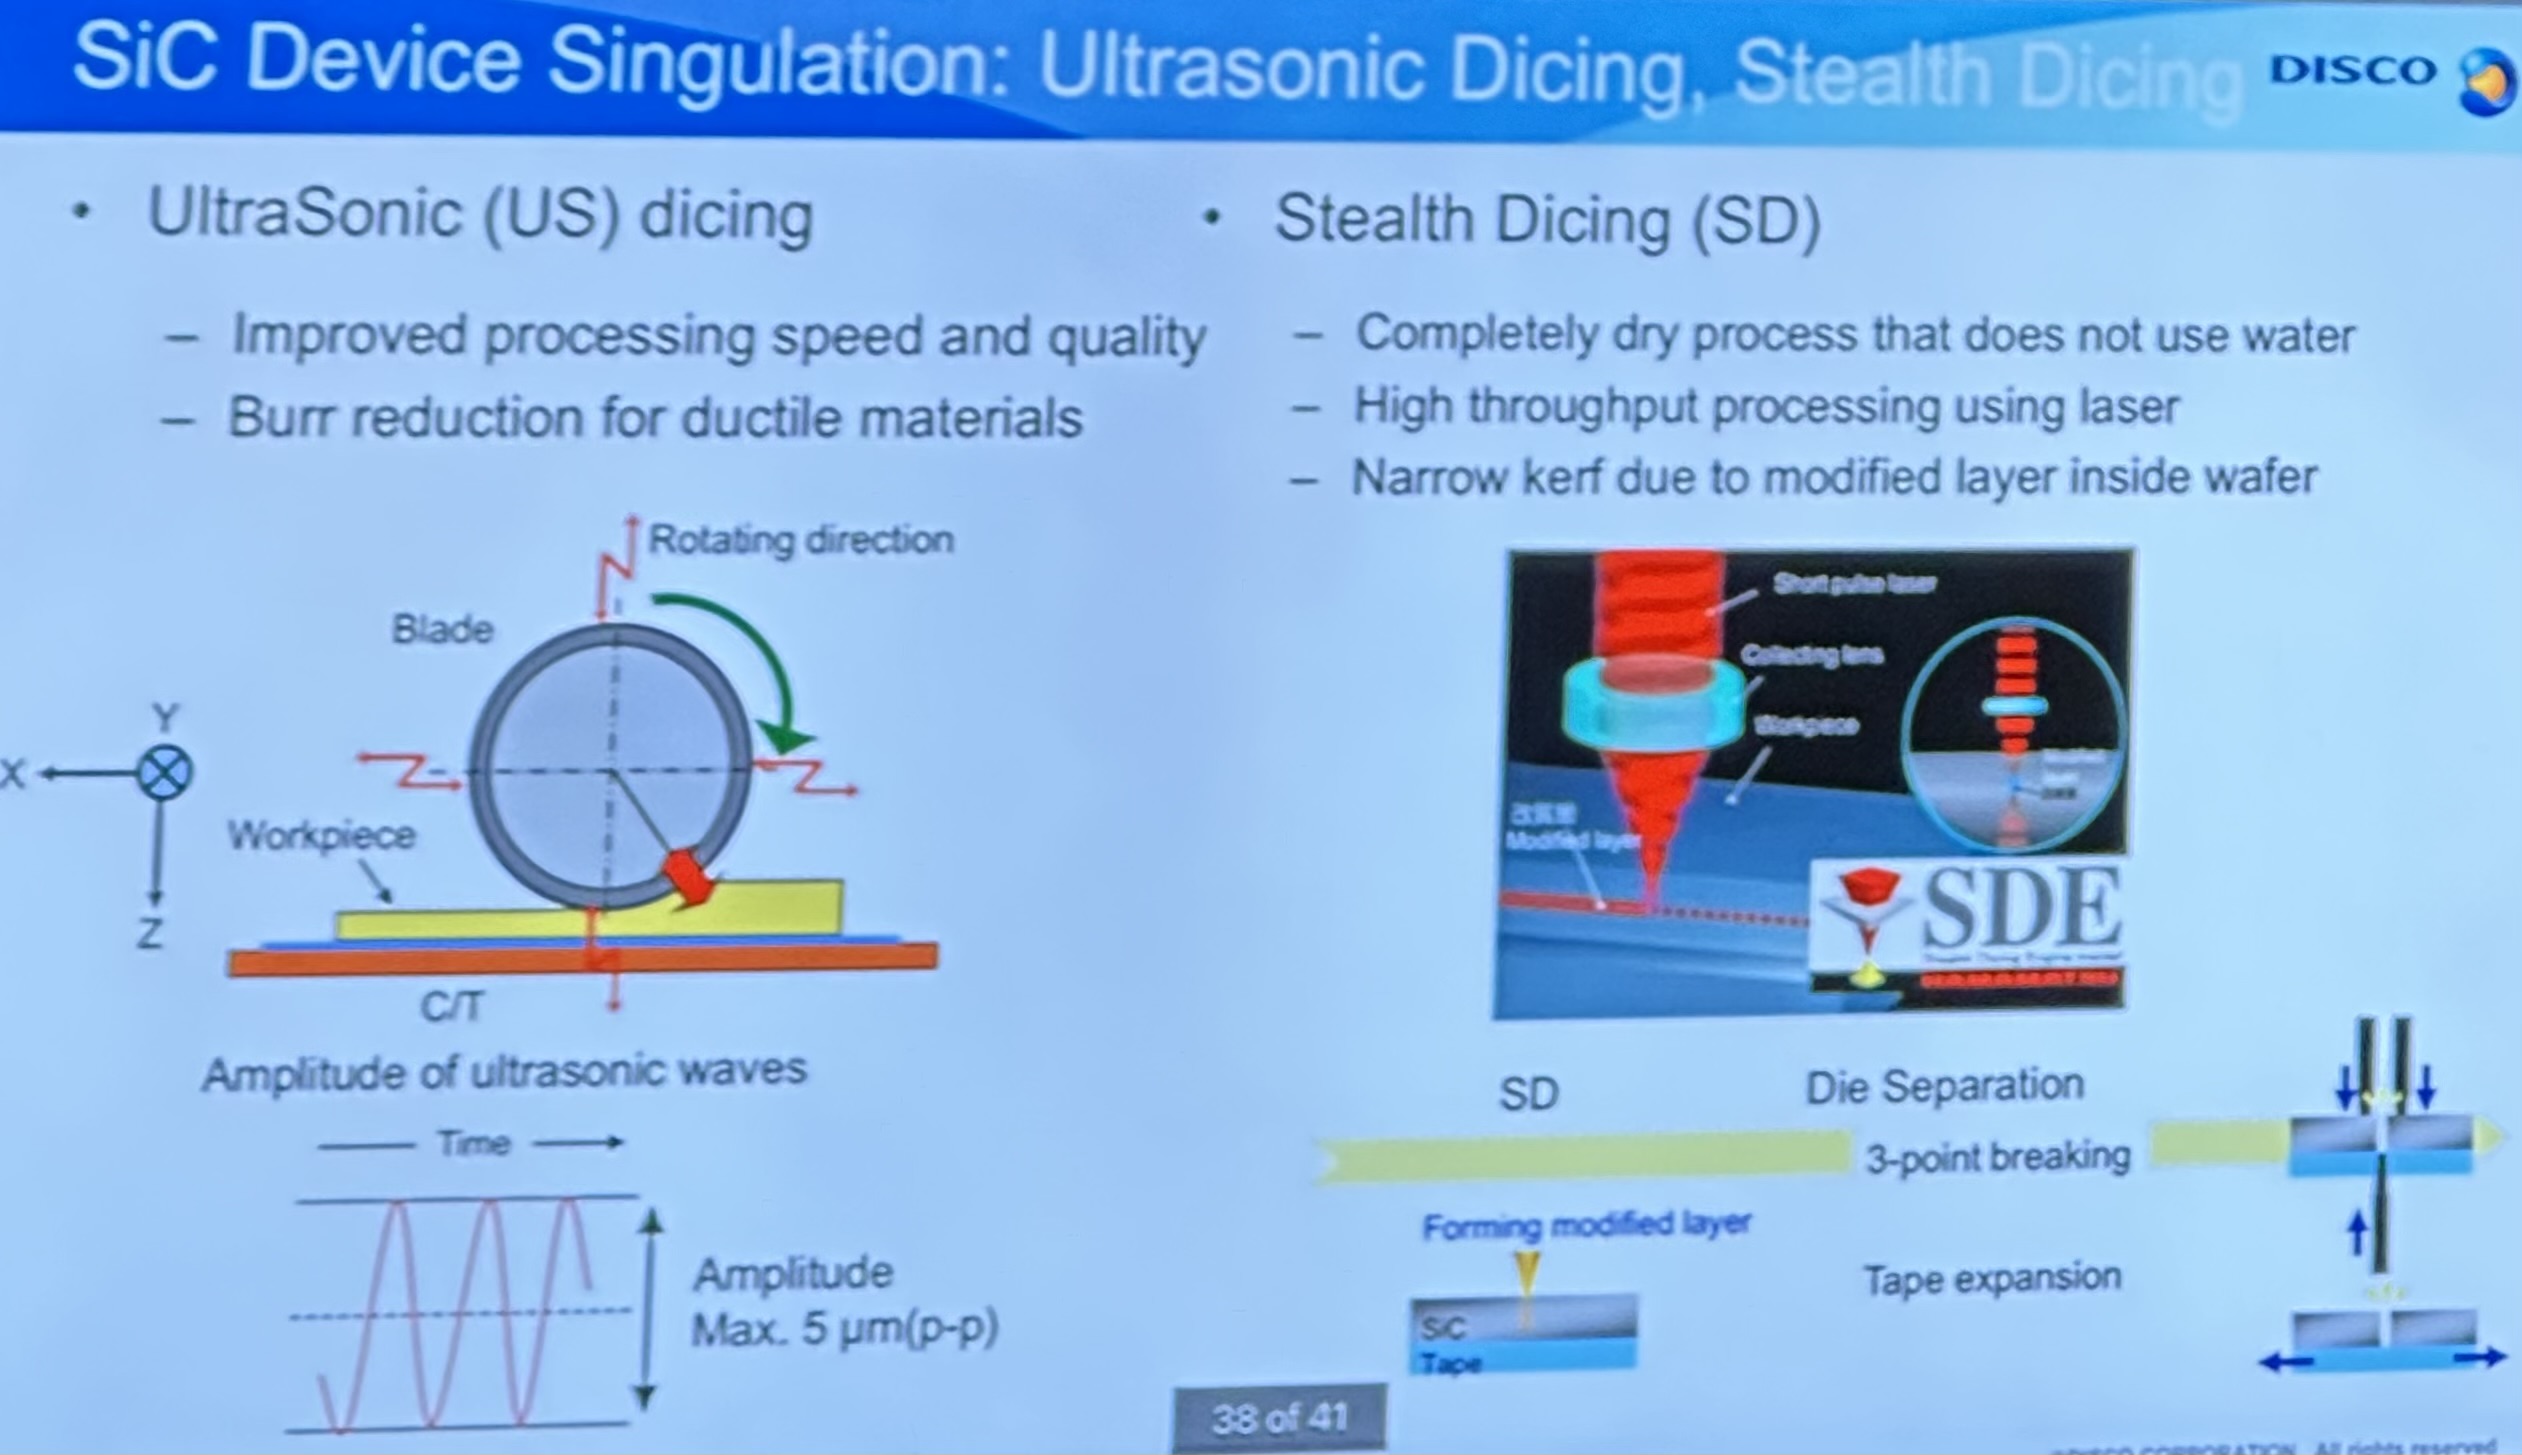 SiC Device Singulation: Ultrasonic Dicing, Stealth Dicing
DISCO
• UltraSonic (US) dicing
– Improved processing speed and quality
– Burr reduction for ductile materials
Rotating direction
Blade
Y
X
Z
Workpiece
C/T
Amplitude of ultrasonic waves
Time
Amplitude
Max. 5 µm(p-p)
• Stealth Dicing (SD)
– Completely dry process that does not use water
– High throughput processing using laser
– Narrow kerf due to modified layer inside wafer
Short pulse laser
Collecting lens
Workpiece
改質層
Modified layer
SDE
SD
Die Separation
3-point breaking
Forming modified layer
SiC
Tape
Tape expansion
38 of 41
DISCO CORPORATION All rights reserved